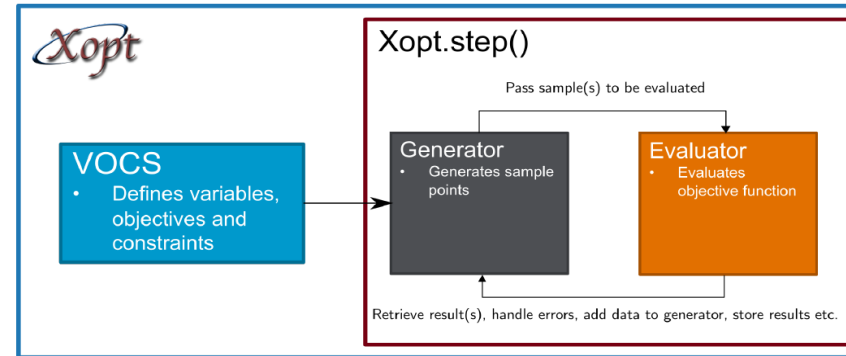 Xopt
Xopt.step()
Pass sample(s) to be evaluated
VOCS
• Defines variables,
objectives and
constraints
Generator
• Generates sample
points
Evaluator
• Evaluates
objective function
Retrieve result(s), handle errors, add data to generator, store results etc.